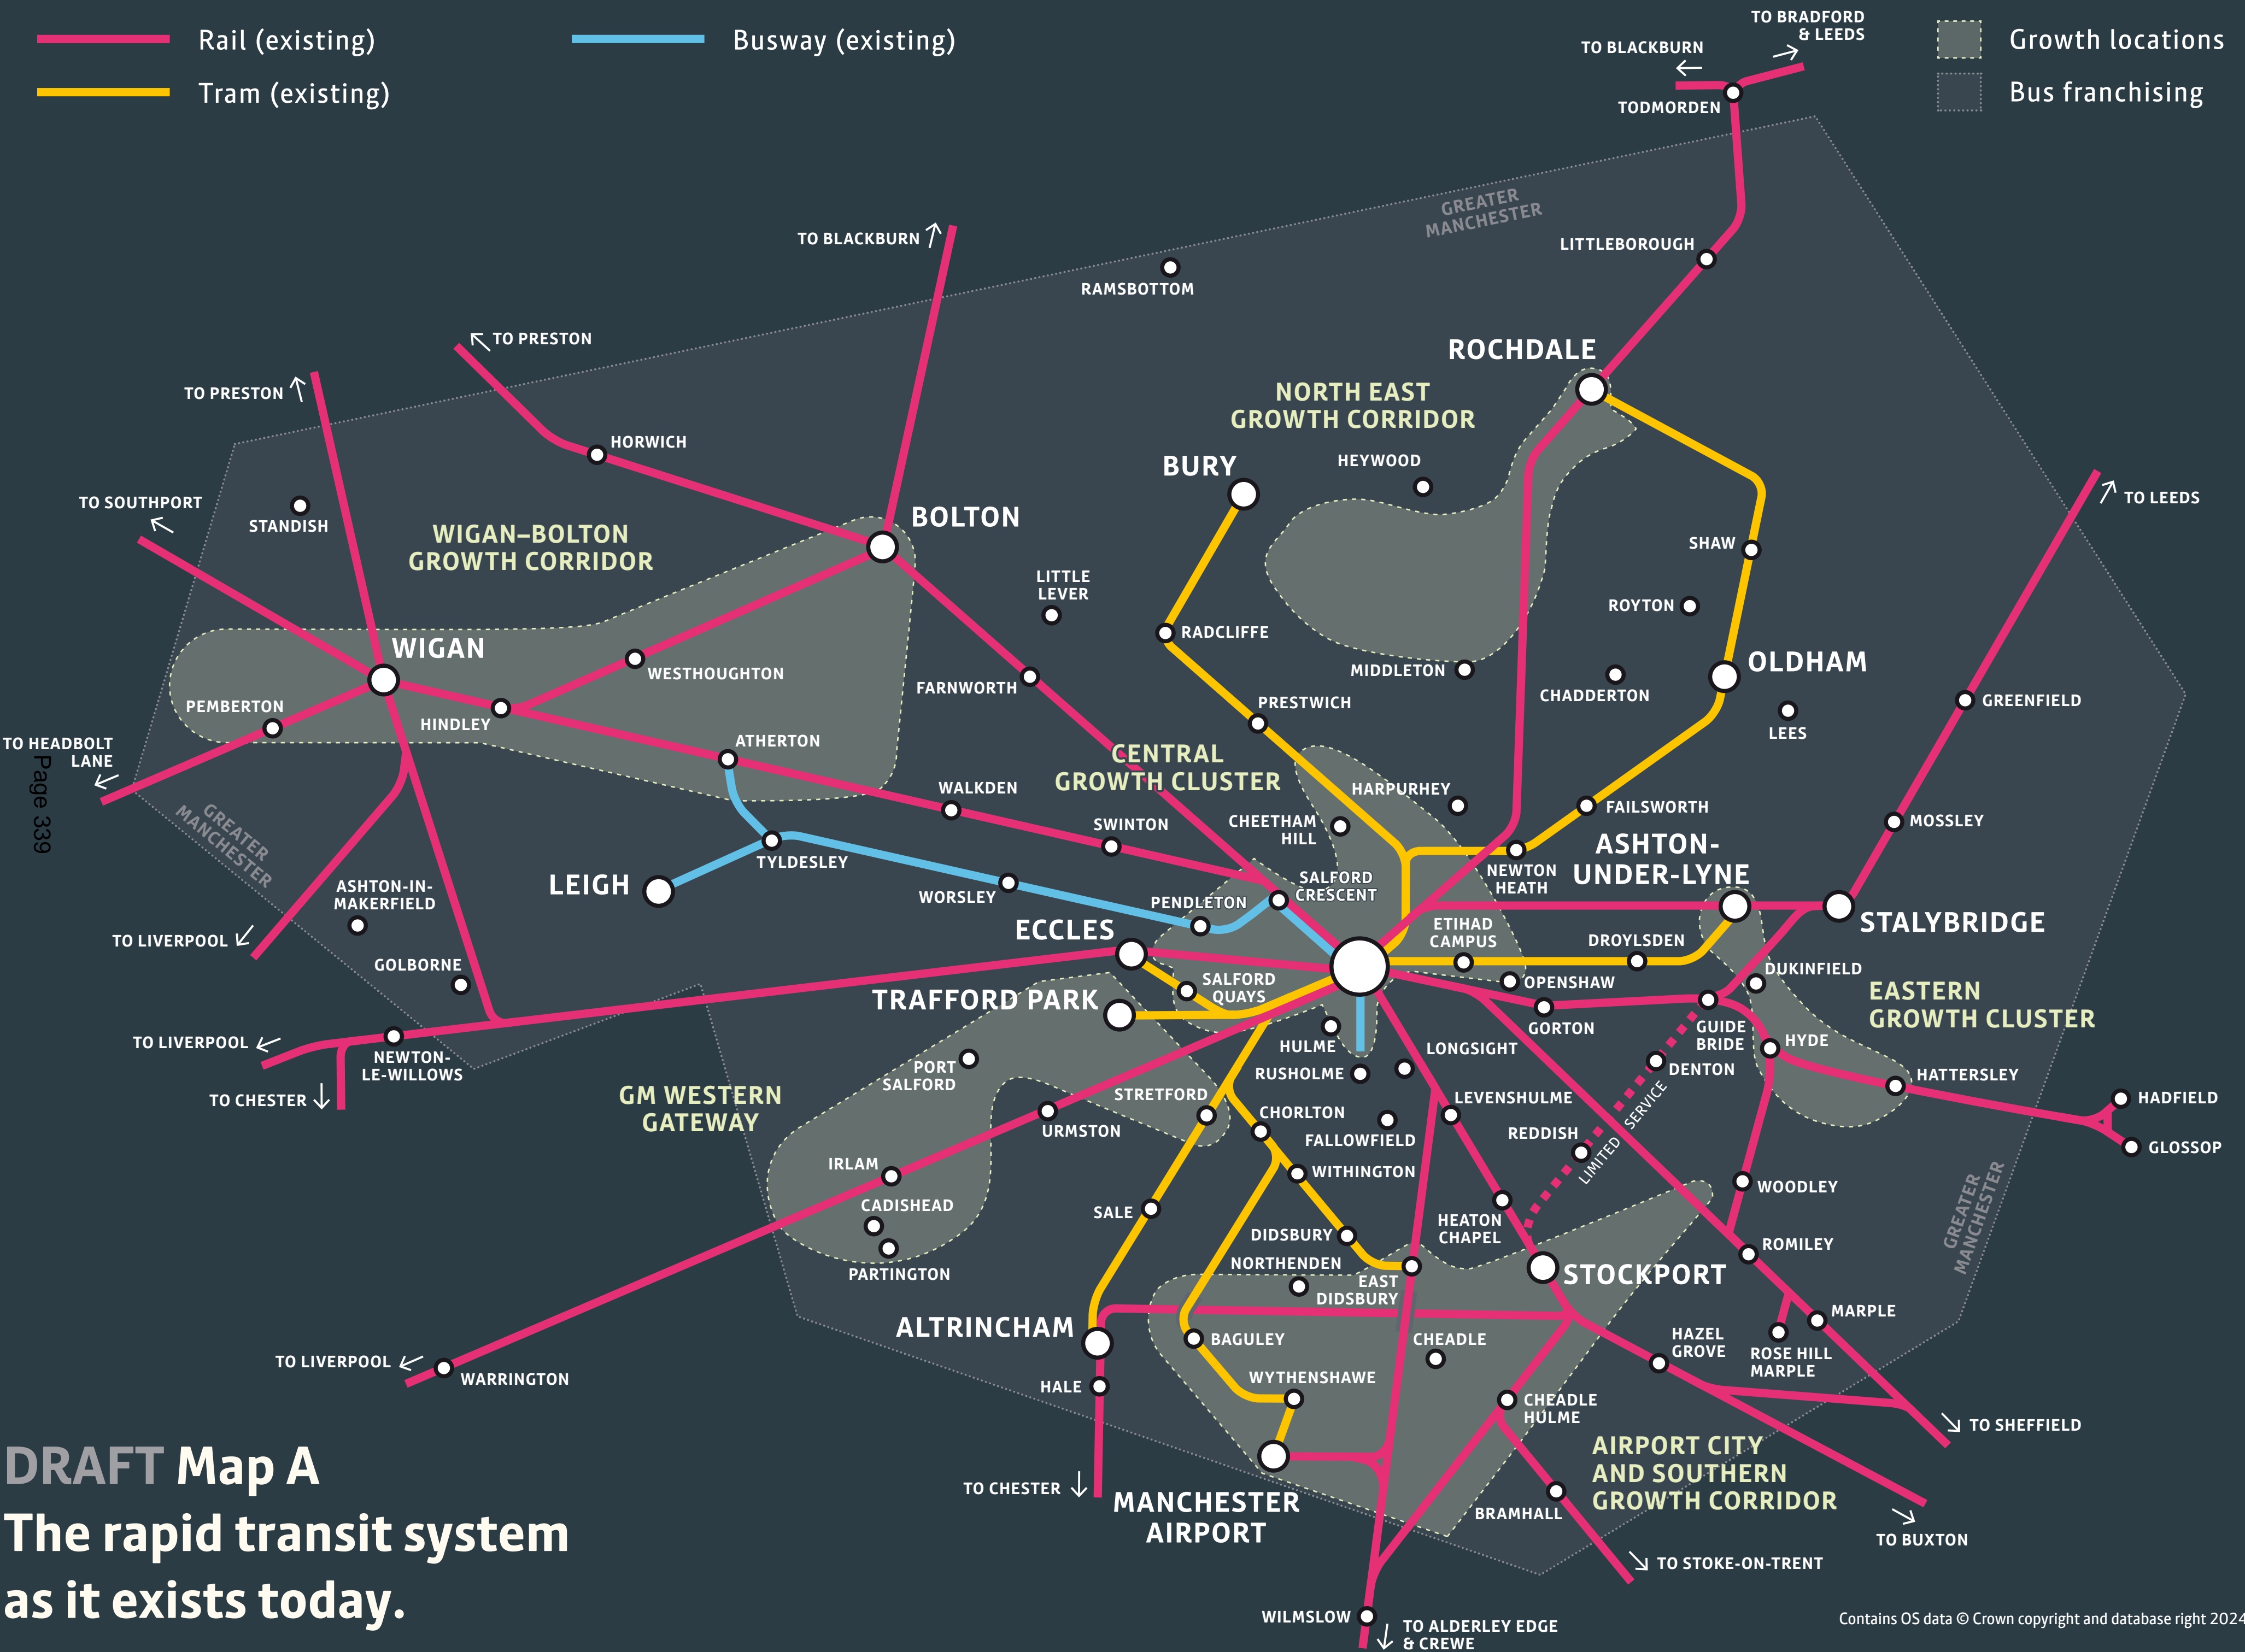 Rail (existing)
Tram (existing)
Busway (existing)
TO BRADFORD
& LEEDS
TO BLACKBURN
TODMORDEN
Growth locations
Bus franchising
GREATER
MANCHESTER
LITTLEBOROUGH
TO BLACKBURN
RAMSBOTTOM
TO PRESTON
TO PRESTON
HORWICH
ROCHDALE
NORTH EAST
GROWTH CORRIDOR
HEYWOOD
BURY
TO SOUTHPORT
STANDISH
WIGAN–BOLTON
GROWTH CORRIDOR
BOLTON
LITTLE
LEVER
TO LEEDS
SHAW
ROYTON
RADCLIFFE
WIGAN
WESTHOUGHTON
FARNWORTH
MIDDLETON
CHADDERTON
OLDHAM
LEES
GREENFIELD
PEMBERTON
HINDLEY
PRESTWICH
TO HEADBOLT
LANE
Page 339
ATHERTON
CENTRAL
GROWTH CLUSTER
WALKDEN
HARPURHEY
FAILSWORTH
MOSSLEY
GREATER
MANCHESTER
SWINTON
CHEETHAM
HILL
ASHTON-
UNDER-LYNE
TYLDESLEY
NEWTON
HEATH
LEIGH
ASHTON-IN-
MAKERFIELD
WORSLEY
PENDLETON
SALFORD
CRESCENT
STALYBRIDGE
TO LIVERPOOL
ECCLES
ETIHAD
CAMPUS
DROYLSDEN
GOLBORNE
SALFORD
QUAYS
OPENSHAW
DUKINFIELD
TRAFFORD PARK
EASTERN
GROWTH CLUSTER
TO LIVERPOOL
NEWTON-
LE-WILLOWS
GORTON
GUIDE
BRIDGE
HYDE
HULME
LONGSIGHT
PORT
SALFORD
RUSHOLME
DENTON
HATTERSLEY
TO CHESTER
GM WESTERN
GATEWAY
STRETFORD
LEVENSHULME
HADFIELD
CHORLTON
URMSTON
FALLOWFIELD
REDDISH
LIMITED SERVICE
GLOSSOP
IRLAM
WITHINGTON
WOODLEY
CADISHEAD
SALE
HEATON
CHAPEL
GREATER
MANCHESTER
DIDSBURY
ROMILEY
PARTINGTON
NORTHENDEN
EAST
DIDSBURY
STOCKPORT
MARPLE
ALTRINCHAM
BAGULEY
CHEADLE
HAZEL
GROVE
ROSE HILL
MARPLE
TO LIVERPOOL
WARRINGTON
HALE
WYTHENSHAWE
CHEADLE
HULME
TO SHEFFIELD
DRAFT Map A
The rapid transit system
as it exists today.
TO CHESTER
MANCHESTER
AIRPORT
AIRPORT CITY
AND SOUTHERN
GROWTH CORRIDOR
BRAMHALL
TO BUXTON
TO STOKE-ON-TRENT
WILMSLOW
TO ALDERLEY EDGE
& CREWE
Contains OS data © Crown copyright and database right 2024